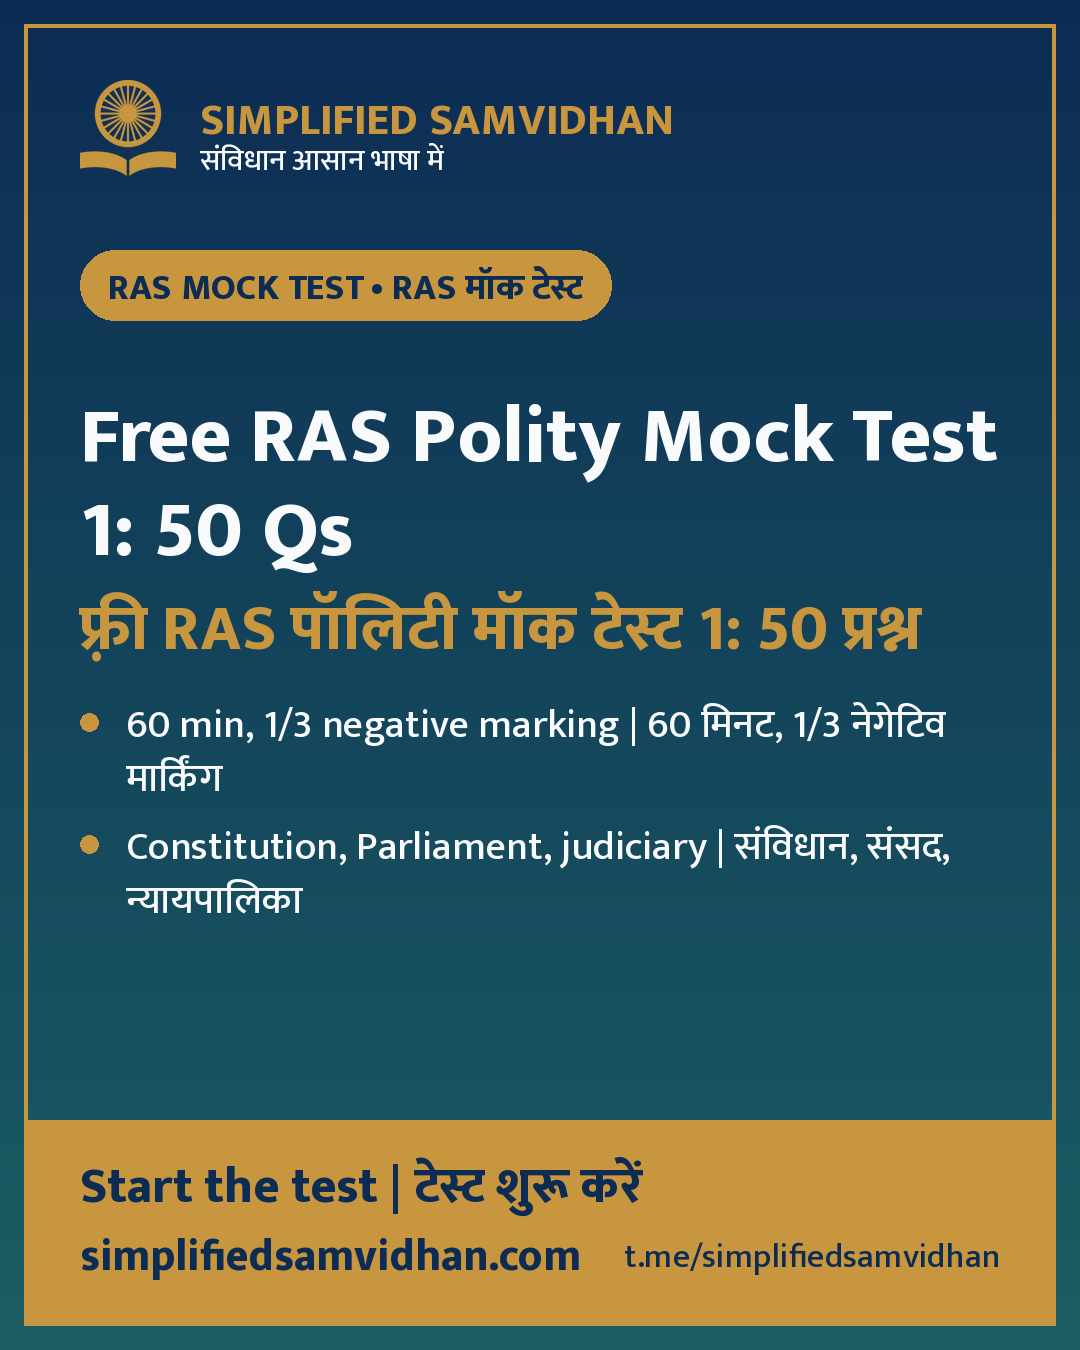 SIMPLIFIED SAMVIDHAN
संविधान आसान भाषा में
RAS MOCK TEST • RAS मॉक टेस्ट
Free RAS Polity Mock Test
1: 50 Qs
फ़्री RAS पॉलिटी मॉक टेस्ट 1: 50 प्रश्न
60 min, 1/3 negative marking | 60 मिनट, 1/3 नेगेटिव
मार्किंग
Constitution, Parliament, judiciary | संविधान, संसद,
न्यायपालिका
Start the test | टेस्ट शुरू करें
simplifiedsamvidhan.com t.me/simplifiedsamvidhan